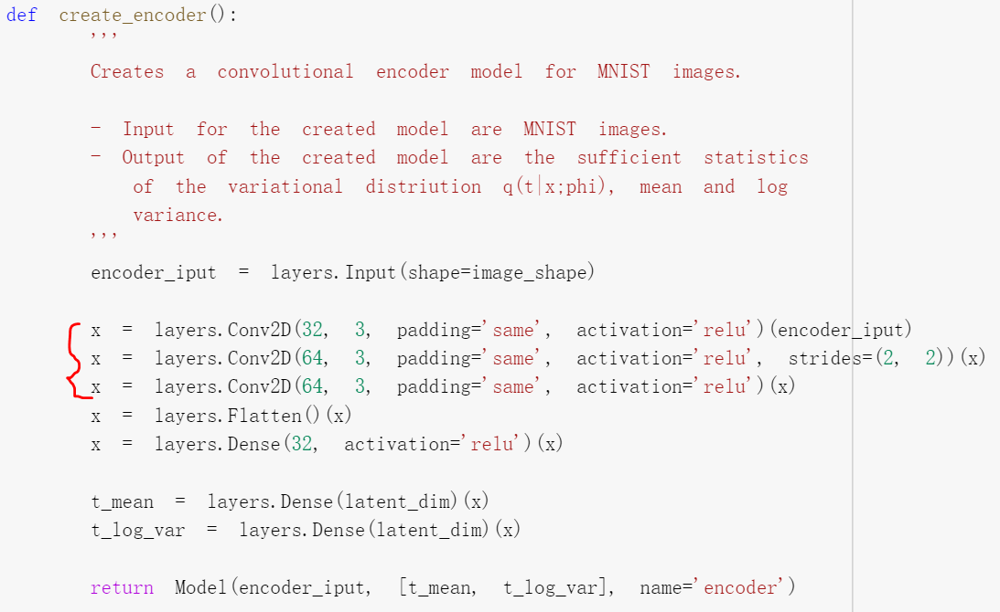 def create_encoder():
'''
Creates a convolutional encoder model for MNIST images.
- Input for the created model are MNIST images.
- Output of the created model are the sufficient statistics
of the variational distriution q(t|x;phi), mean and log
variance.
'''
encoder_iput = layers.Input(shape=image_shape)
x = layers.Conv2D(32, 3, padding='same', activation='relu')(encoder_iput)
x = layers.Conv2D(64, 3, padding='same', activation='relu', strides=(2, 2))(x)
x = layers.Conv2D(64, 3, padding='same', activation='relu')(x)
x = layers.Flatten()(x)
x = layers.Dense(32, activation='relu')(x)
t_mean = layers.Dense(latent_dim)(x)
t_log_var = layers.Dense(latent_dim)(x)
return Model(encoder_iput, [t_mean, t_log_var], name='encoder')